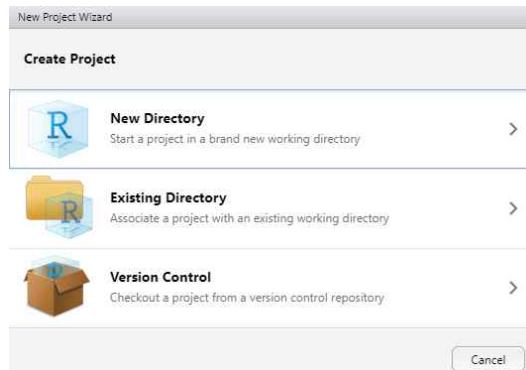 New Project Wizard
Create Project
R
New Directory
Start a project in a brand new working directory
R
Existing Directory
Associate a project with an existing working directory
Version Control
Checkout a project from a version control repository
Cancel